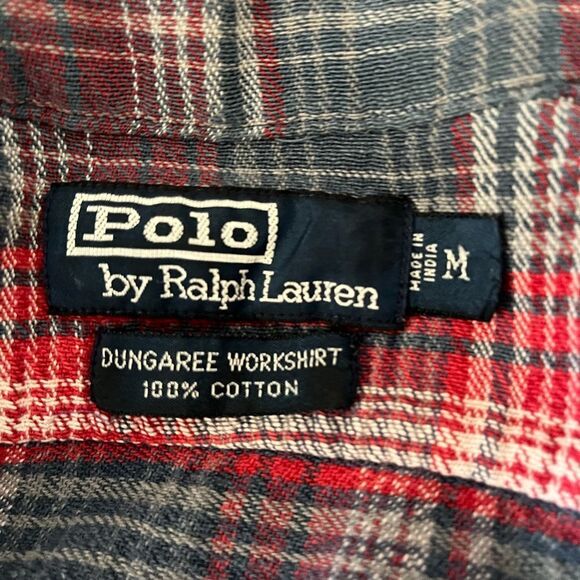 Polo
by Ralph Lauren
MADE IN
INDIA
M
DUNGAREE WORKSHIRT
100% COTTON